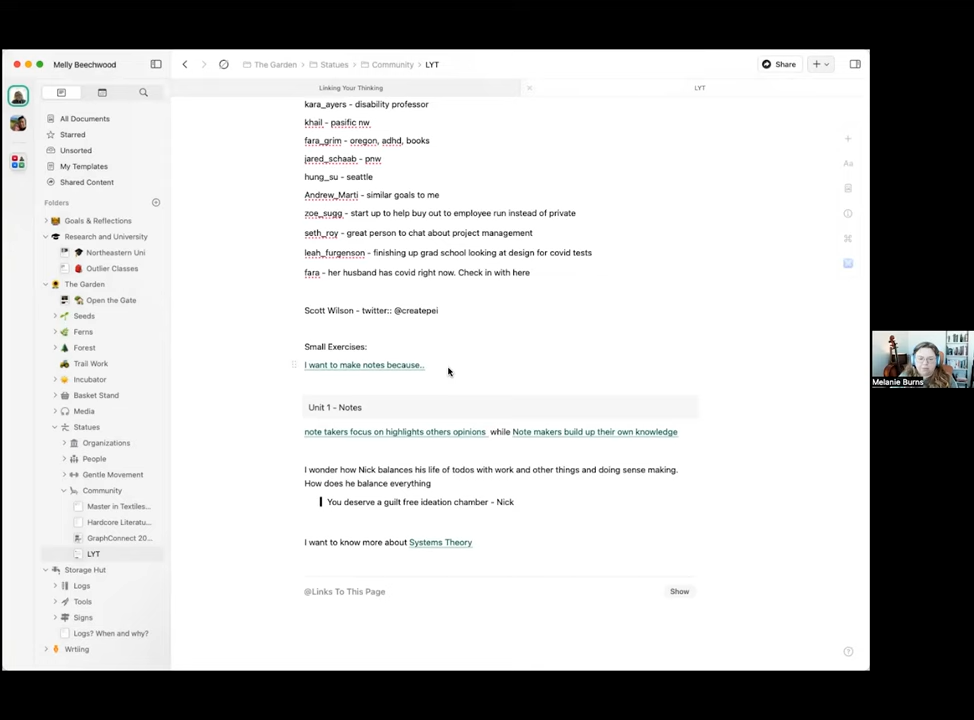 Melly Beechwood
The Garden
Statues
Community
LYT
Share
Linking Your Thinking
LYT
All Documents
Starred
Unsorted
My Templates
Shared Content
Folders
Goals & Reflections
Research and University
Northeastern Uni
Outlier Classes
The Garden
Open the Gate
Seeds
Ferns
Forest
Trail Work
Incubator
Basket Stand
Media
Statues
Organizations
People
Gentle Movement
Community
Master in Textiles...
Hardcore Literatu...
GraphConnect 20...
LYT
Storage Hut
Logs
Tools
Signs
Logs? When and why?
Wrtiing
kara_ayers - disability professor
khail - pasific nw
fara_grim - oregon, adhd, books
jared_schaab - pnw
hung_su - seattle
Andrew_Marti - similar goals to me
zoe_sugg - start up to help buy out to employee run instead of private
seth_roy - great person to chat about project management
leah_furgenson - finishing up grad school looking at design for covid tests
fara - her husband has covid right now. Check in with here
Scott Wilson - twitter:: @createpei
Small Exercises:
I want to make notes because..
Unit 1 - Notes
note takers focus on highlights others opinions while Note makers build up their own knowledge
I wonder how Nick balances his life of todos with work and other things and doing sense making.
How does he balance everything
You deserve a guilt free ideation chamber - Nick
I want to know more about Systems Theory
@Links To This Page
Show
Aa
Melanie Burns